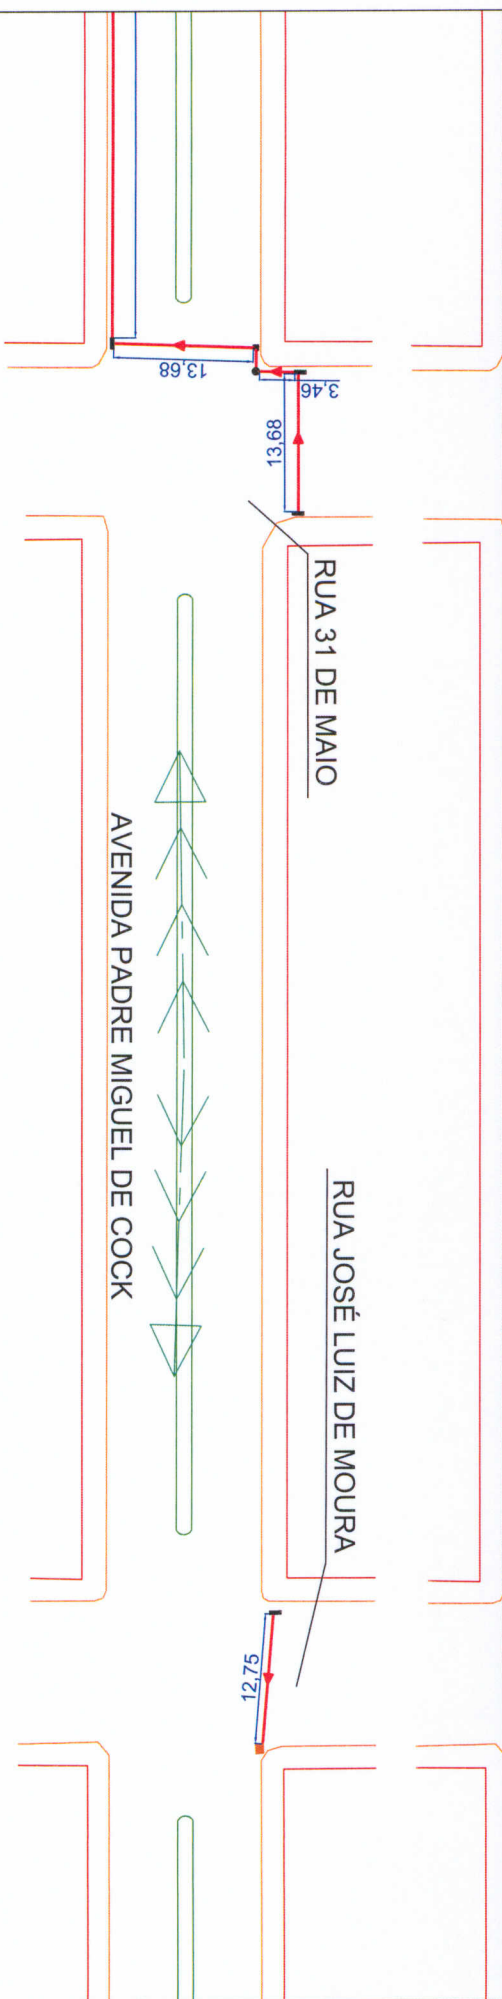 13,68
3,46
13,68
RUA 31 DE MAIO
AVENIDA PADRE MIGUEL DE COCK
RUA JOSÉ LUIZ DE MOURA
12,75